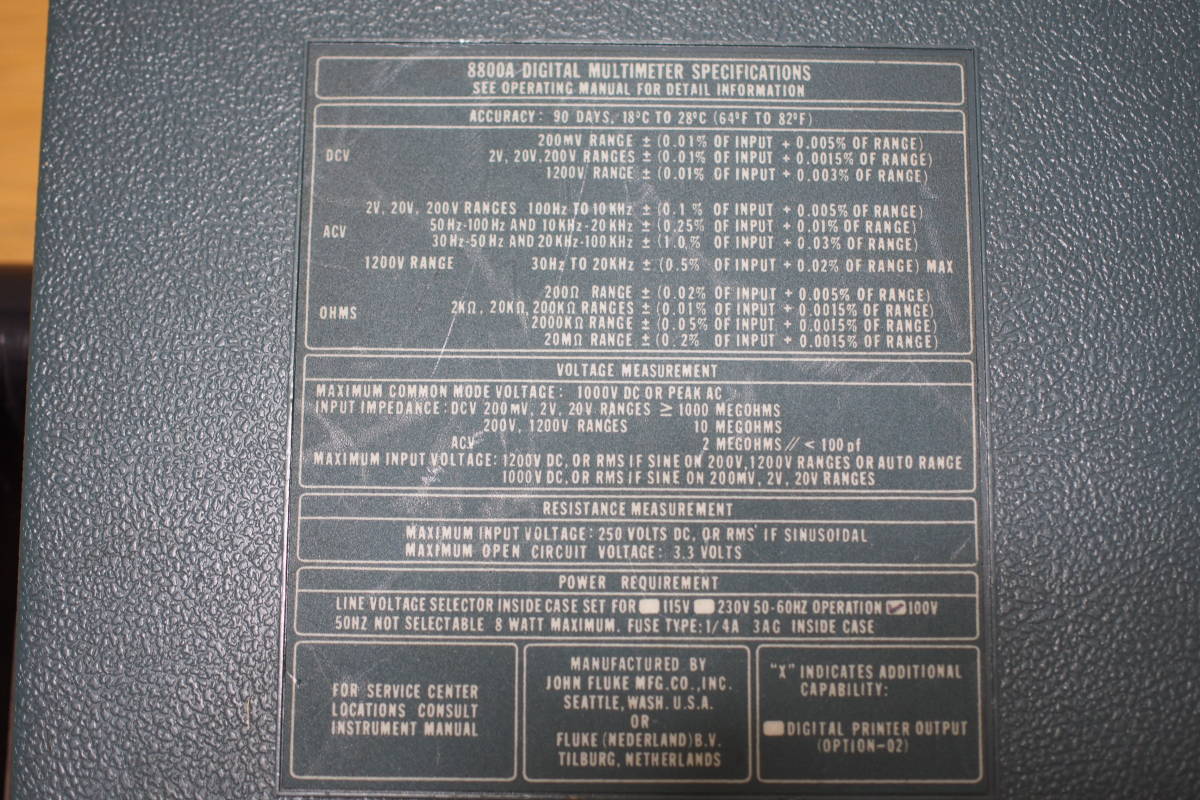 8800A DIGITAL MULTIMETER SPECIFICATIONS
SEE OPERATING MANUAL FOR DETAIL INFORMATION
ACCURACY: 90 DAYS, 18°C TO 28°C (64°F TO 82°F)
DCV
200MV RANGE ± (0.01% OF INPUT + 0.005% OF RANGE)
2V, 20V, 200V RANGES ± (0.01% OF INPUT + 0.0015% OF RANGE)
1200V RANGE ± (0.01% OF INPUT + 0.003% OF RANGE)
ACV
2V, 20V, 200V RANGES 100Hz TO 10KHz ± (0.1% OF INPUT + 0.005% OF RANGE)
50Hz-100Hz AND 10KHz-20KHz ± (0.25% OF INPUT + 0.01% OF RANGE)
30Hz-50Hz AND 20KHz-100KHz ± (1.0% OF INPUT + 0.03% OF RANGE)
1200V RANGE 30Hz TO 20KHz ± (0.5% OF INPUT + 0.02% OF RANGE) MAX
OHMS
200Ω RANGE ± (0.02% OF INPUT + 0.005% OF RANGE)
2KΩ, 20KΩ, 200KΩ RANGES ± (0.01% OF INPUT + 0.0015% OF RANGE)
2000KΩ RANGE ± (0.05% OF INPUT + 0.0015% OF RANGE)
20MΩ RANGE ± (0.2% OF INPUT + 0.0015% OF RANGE)
VOLTAGE MEASUREMENT
MAXIMUM COMMON MODE VOLTAGE: 1000V DC OR PEAK AC
INPUT IMPEDANCE: DCV 200mV, 2V, 20V RANGES ≥ 1000 MEGOHMS
200V, 1200V RANGES 10 MEGOHMS
ACV 2 MEGOHMS // < 100 pf
MAXIMUM INPUT VOLTAGE: 1200V DC, OR RMS IF SINE ON 200V, 1200V RANGES OR AUTO RANGE
1000V DC, OR RMS IF SINE ON 200MV, 2V, 20V RANGES
RESISTANCE MEASUREMENT
MAXIMUM INPUT VOLTAGE: 250 VOLTS DC, OR RMS IF SINUSOIDAL
MAXIMUM OPEN CIRCUIT VOLTAGE: 3.3 VOLTS
POWER REQUIREMENT
LINE VOLTAGE SELECTOR INSIDE CASE SET FOR 115V 230V 50-60HZ OPERATION ✓ 100V
50HZ NOT SELECTABLE 8 WATT MAXIMUM. FUSE TYPE: 1/4A 3AG INSIDE CASE
FOR SERVICE CENTER
LOCATIONS CONSULT
INSTRUMENT MANUAL
MANUFACTURED BY
JOHN FLUKE MFG. CO., INC.
SEATTLE, WASH. U.S.A.
OR
FLUKE (NEDERLAND) B.V.
TILBURG, NETHERLANDS
"X" INDICATES ADDITIONAL
CAPABILITY:
DIGITAL PRINTER OUTPUT
(OPTION-02)